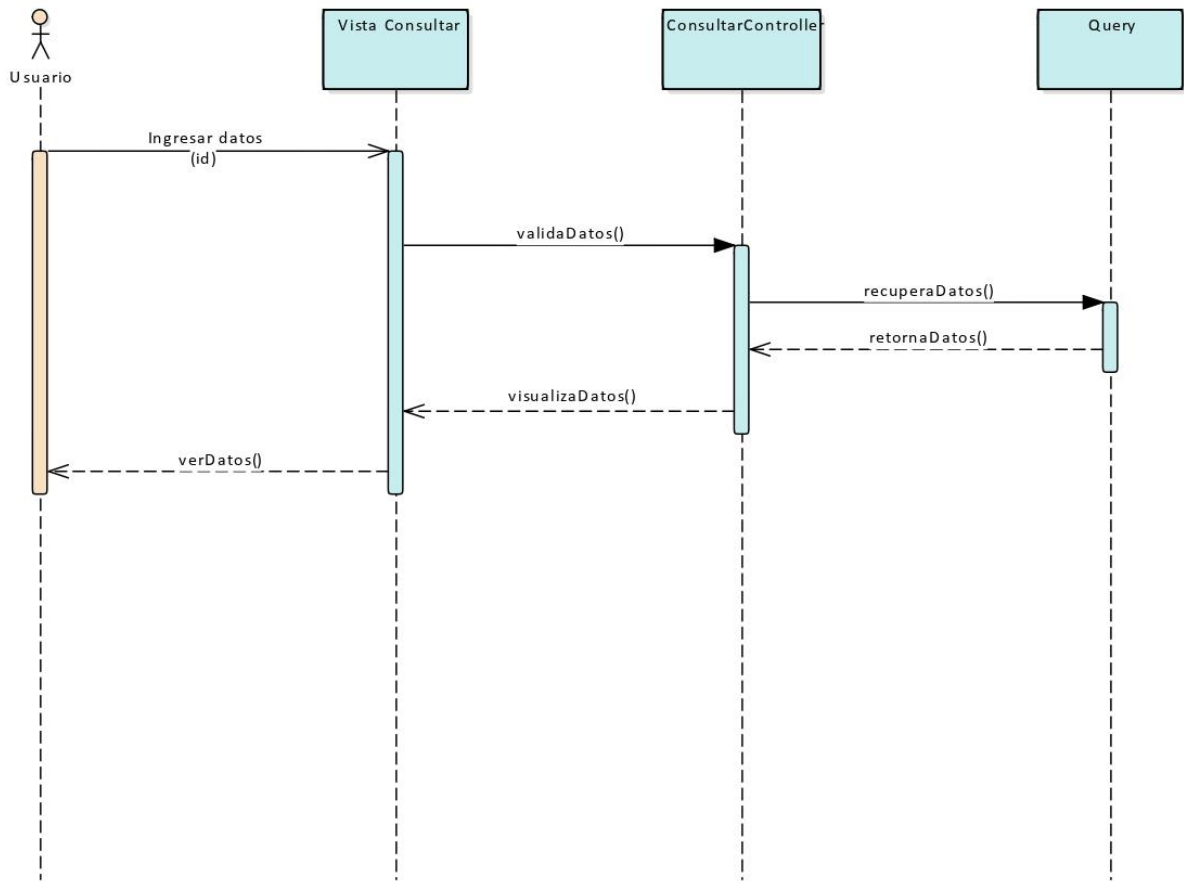 Usuario
Vista Consultar
ConsultarController
Query
Ingresar datos
(id)
validaDatos()
recuperaDatos()
retornaDatos()
visualizaDatos()
verDatos()